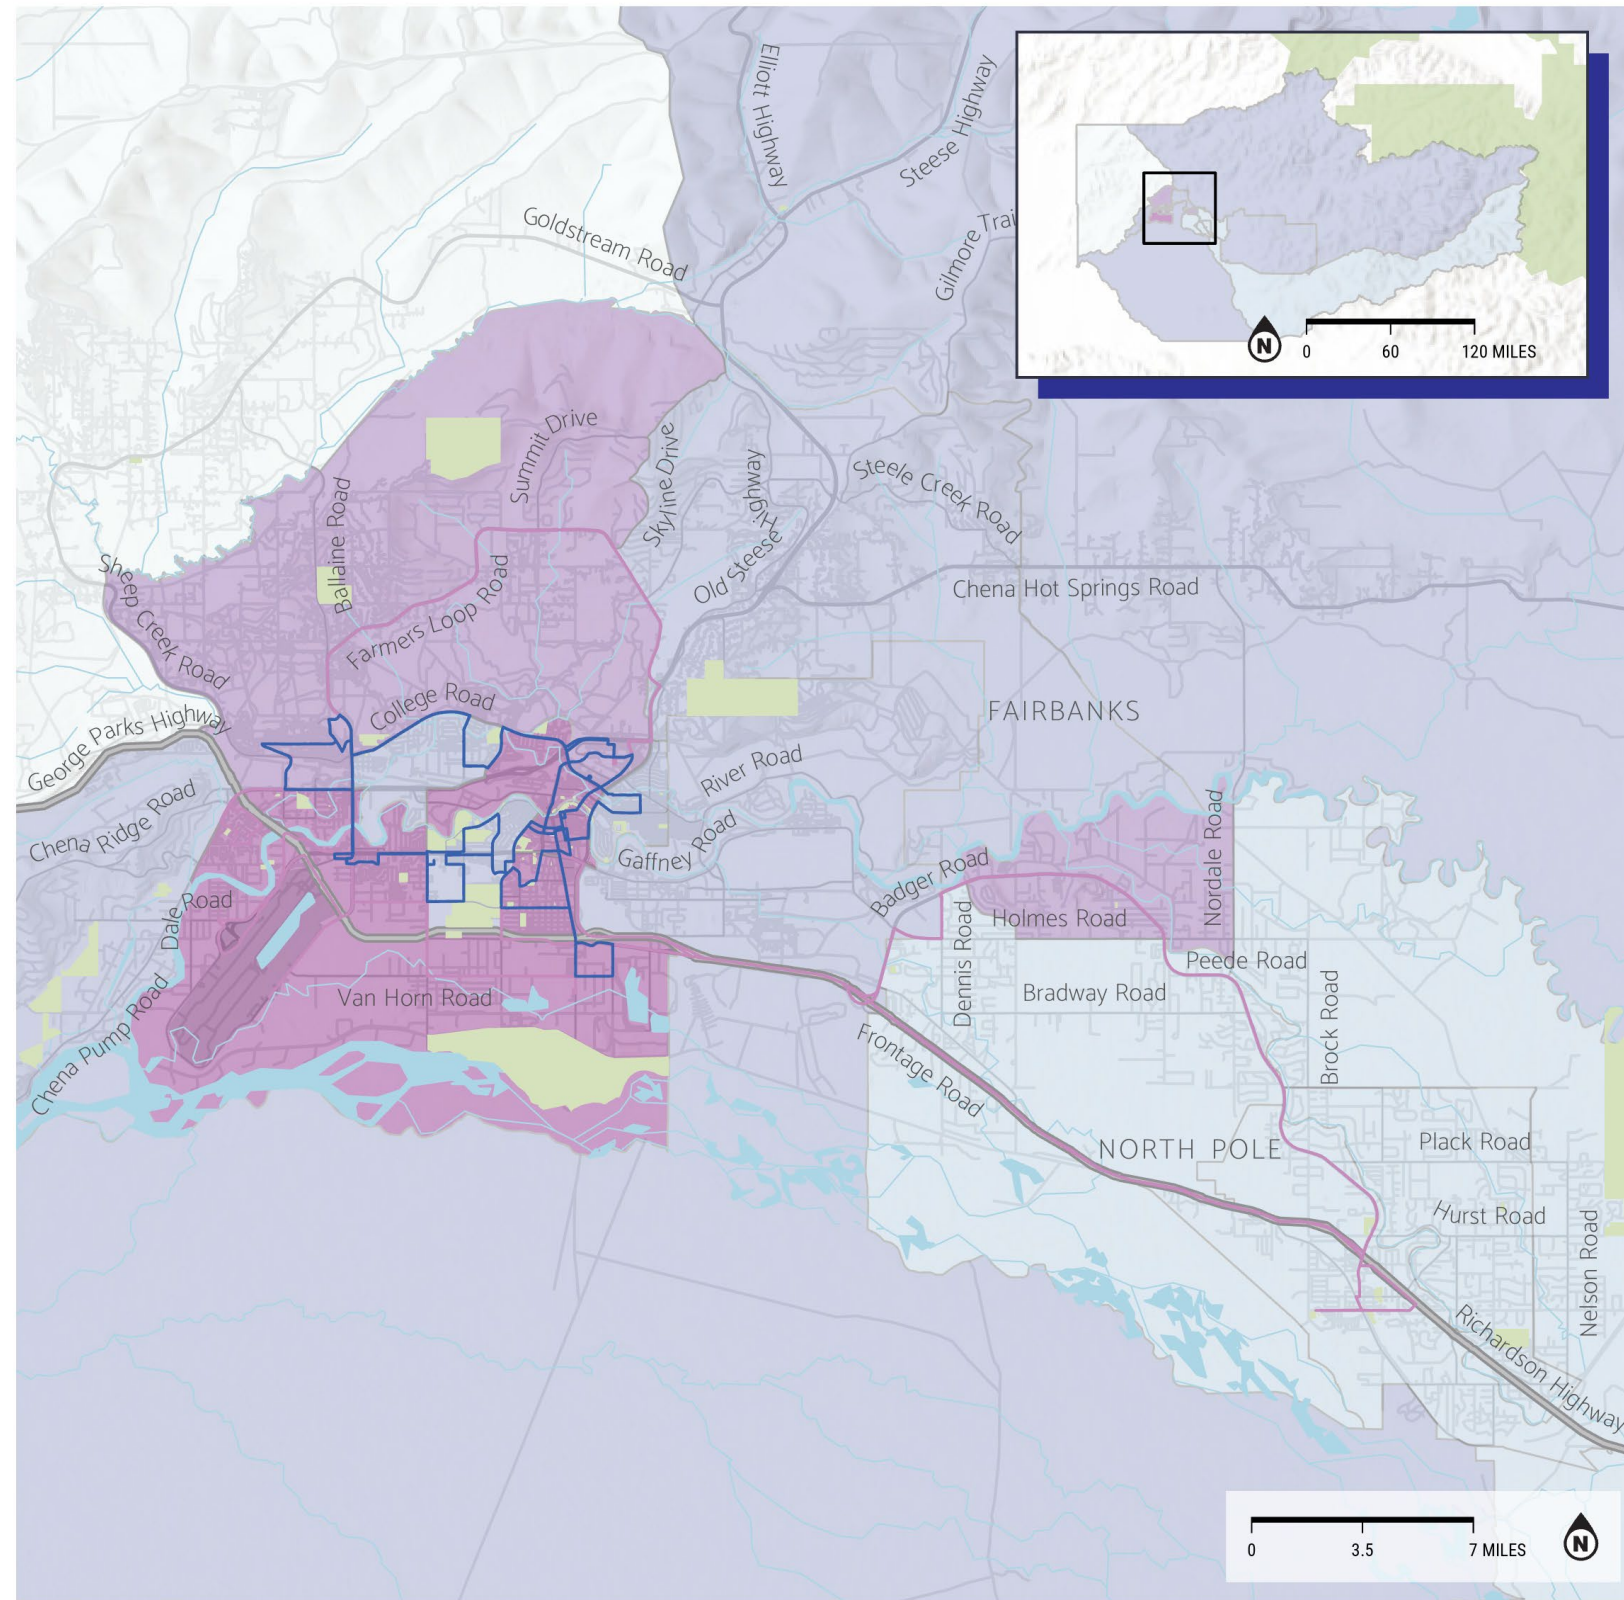 Elliott Highway
Steese Highway
Goldstream Road
Gilmore Trai
N
0 60 120 MILES
Summit Drive
Skyline Drive
Old Steese Highway
Steele Creek Road
Ballaine Road
Sheep Creek Road
Farmers Loop Road
Chena Hot Springs Road
College Road
George Parks Highway
FAIRBANKS
River Road
Chena Ridge Road
Gaffney Road
Badger Road
Nordale Road
Dale Road
Holmes Road
Dennis Road
Peede Road
Van Horn Road
Bradway Road
Brock Road
Chena Pump Road
Frontage Road
NORTH POLE
Plack Road
Hurst Road
Nelson Road
Richardson Highway
0 3.5 7 MILES
N